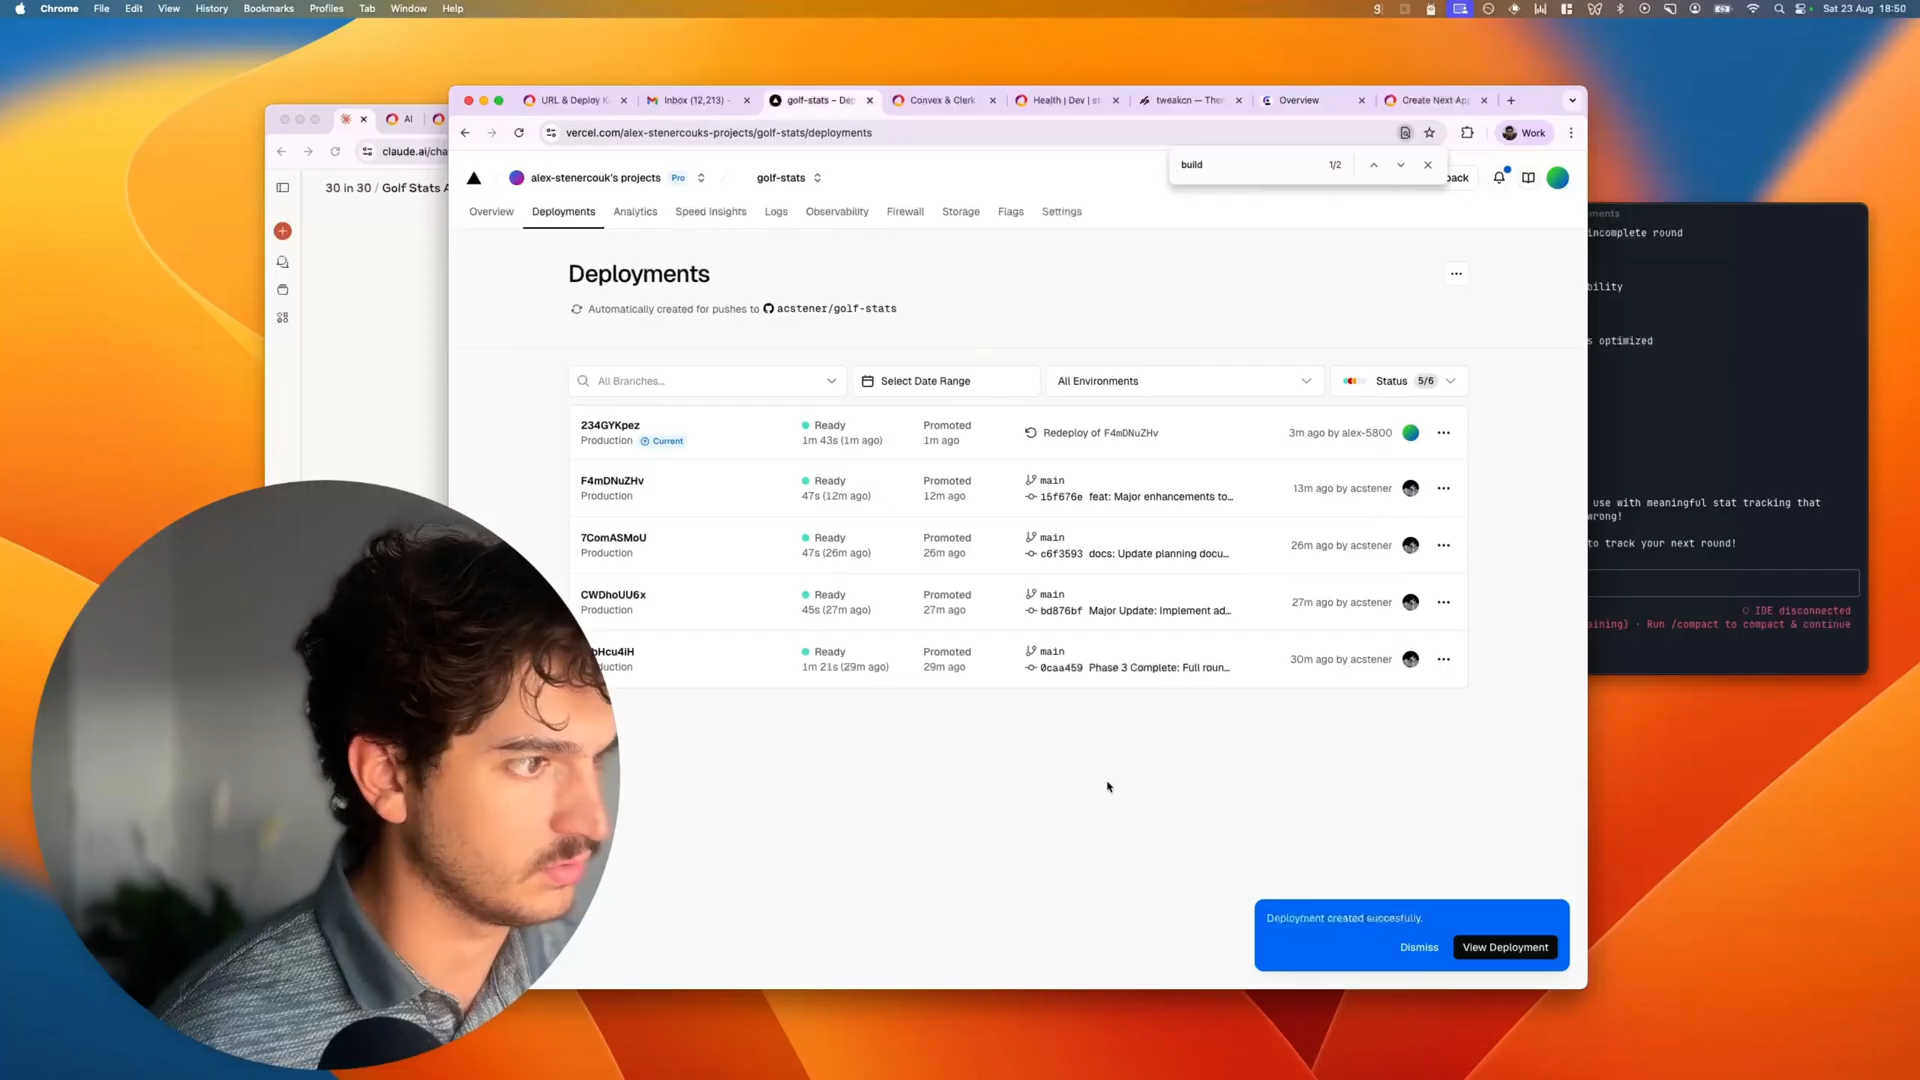 Chrome File Edit View History Bookmarks Profiles Tab Window Help
Sat 23 Aug 18:50
AI
claude.ai/cha
30 in 30 / Golf Stats A
URL & Deploy K
Inbox (12,213) -
golf-stats – Dep
Convex & Clerk
Health | Dev | st
tweakcn — Then
Overview
Create Next App
vercel.com/alex-stenercouks-projects/golf-stats/deployments
Work
build
1/2
alex-stenercouk's projects
Pro
golf-stats
back
Overview Deployments Analytics Speed Insights Logs Observability Firewall Storage Flags Settings
Deployments
Automatically created for pushes to acstener/golf-stats
All Branches...
Select Date Range
All Environments
Status 5/6
234GYKpez
Production
Current
Ready
1m 43s (1m ago)
Promoted
1m ago
Redeploy of F4mDNuZHv
3m ago by alex-5800
F4mDNuZHv
Production
Ready
47s (12m ago)
Promoted
12m ago
main
15f676e feat: Major enhancements to...
13m ago by acstener
7ComASMoU
Production
Ready
47s (26m ago)
Promoted
26m ago
main
c6f3593 docs: Update planning docu...
26m ago by acstener
CWDhoUU6x
Production
Ready
45s (27m ago)
Promoted
27m ago
main
bd876bf Major Update: Implement ad...
27m ago by acstener
bHcu4iH
duction
Ready
1m 21s (29m ago)
Promoted
29m ago
main
0caa459 Phase 3 Complete: Full roun...
30m ago by acstener
Deployment created succesfully.
Dismiss
View Deployment
ments
incomplete round
bility
s optimized
use with meaningful stat tracking that
wrong!
to track your next round!
IDE disconnected
aining) · Run /compact to compact & continue